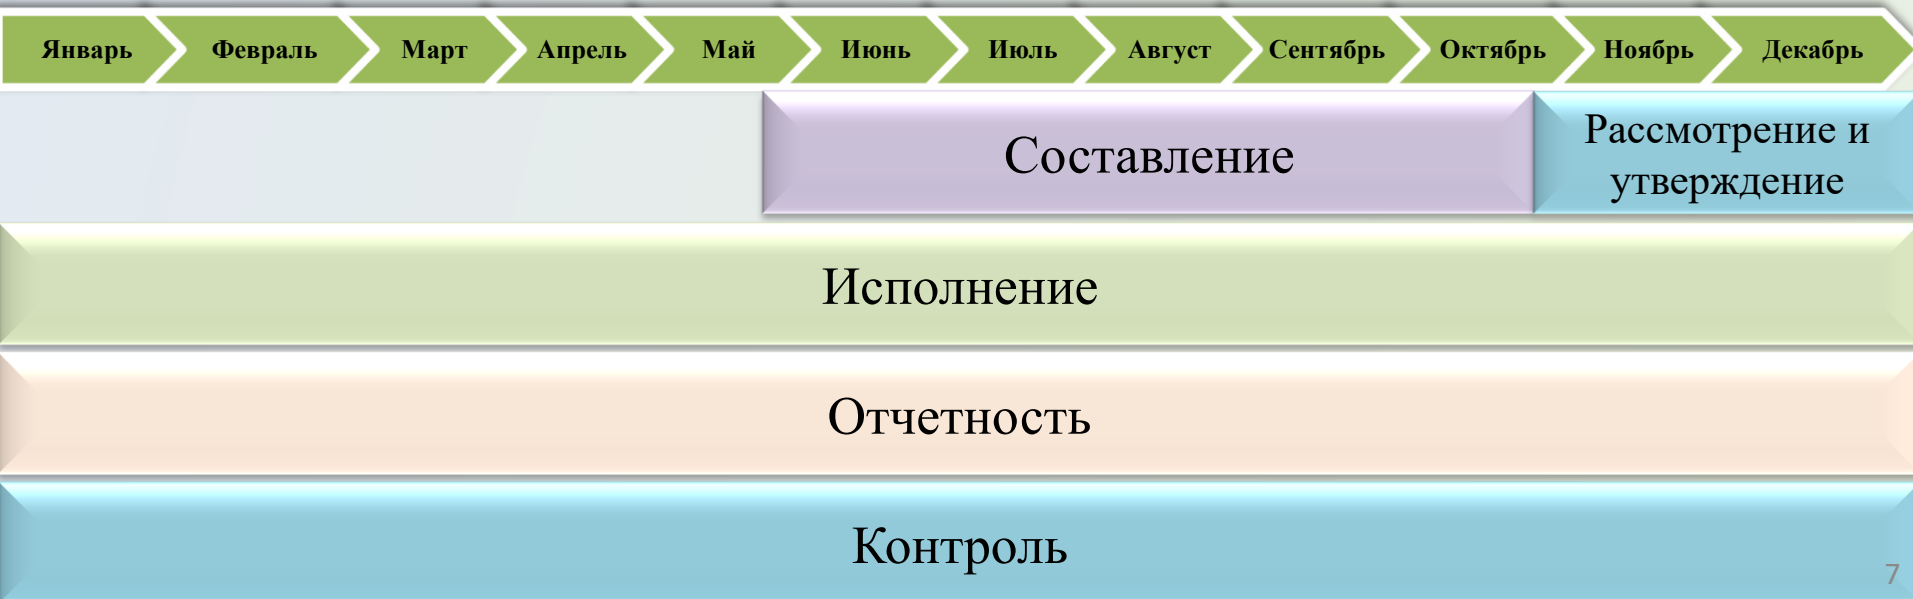 Январь Февраль Март Апрель Май Июнь Июль Август Сентябрь Октябрь Ноябрь Декабрь
Составление
Рассмотрение и
утверждение
Исполнение
Отчетность
Контроль
7